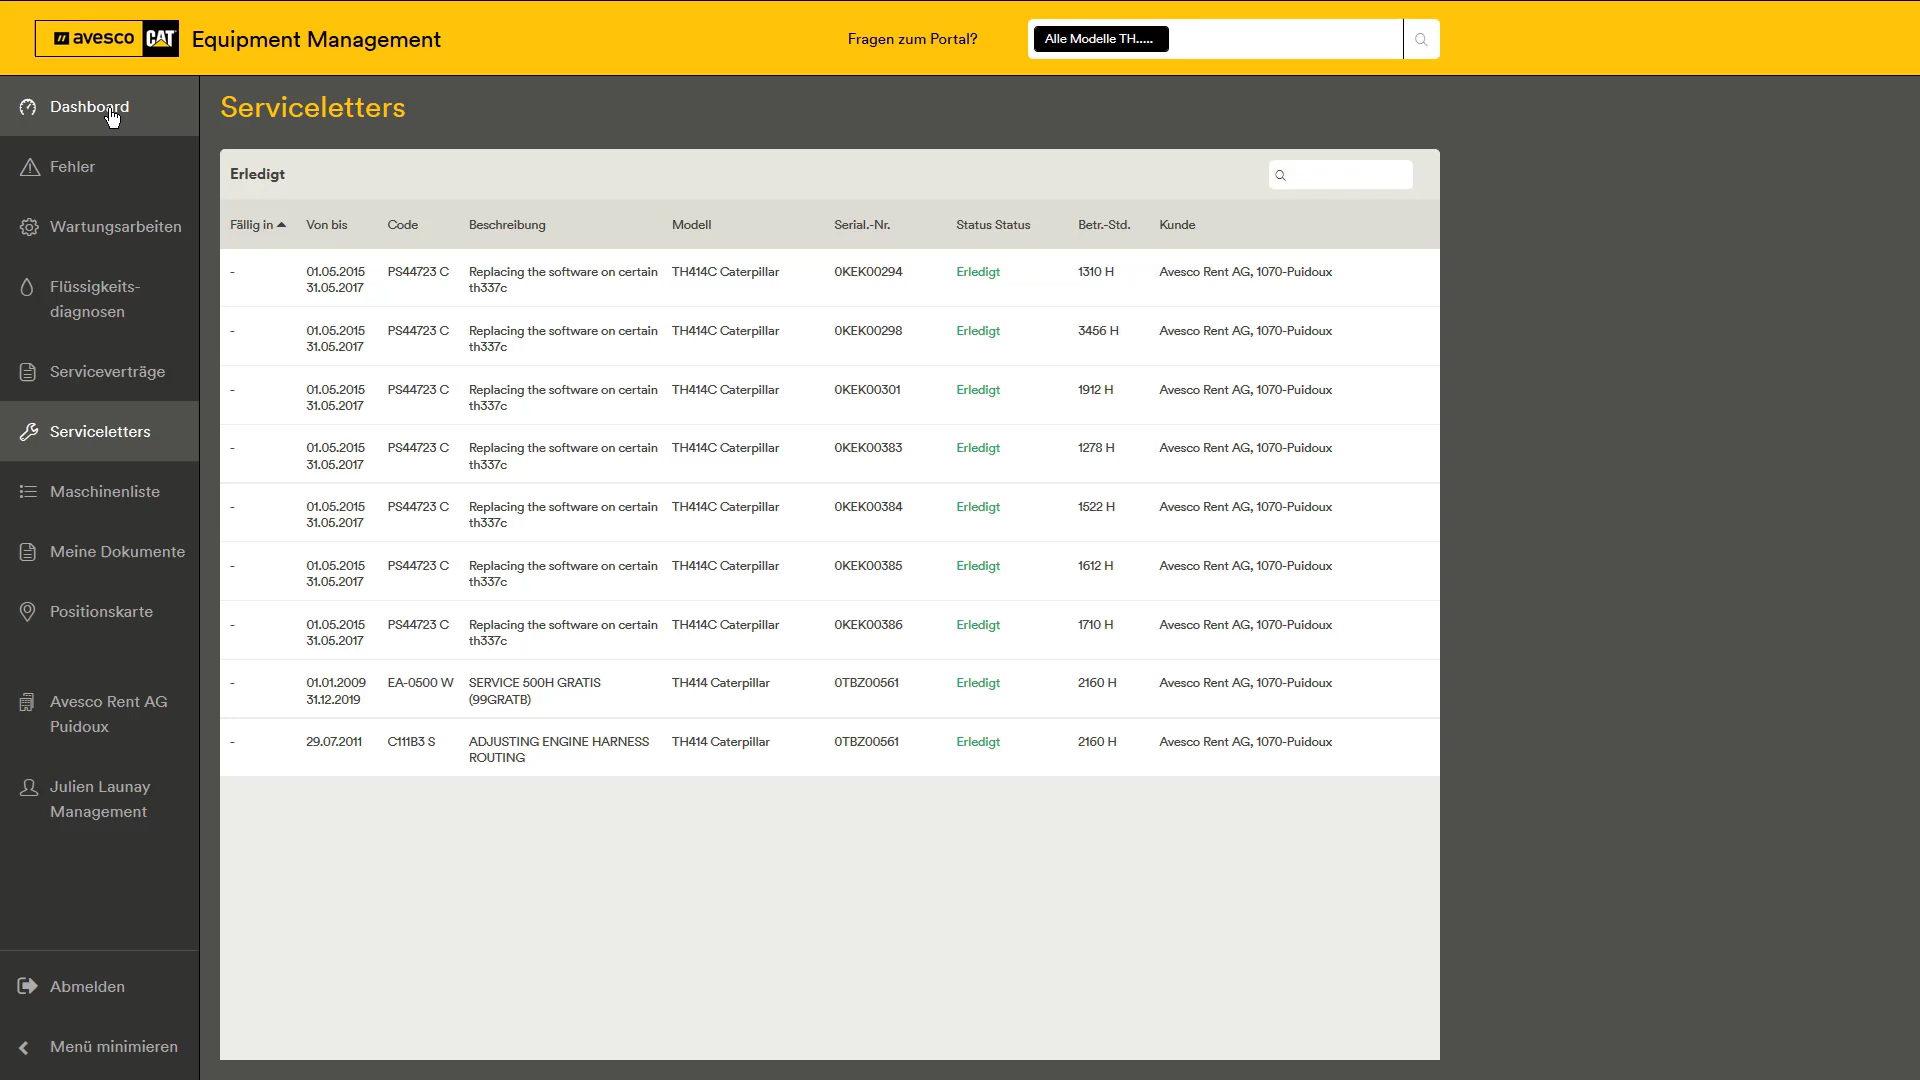 avesco CAT Equipment Management
Fragen zum Portal?
Alle Modelle TH.....
Dashboard
Fehler
Wartungsarbeiten
Flüssigkeits-
diagnosen
Serviceverträge
Serviceletters
Maschinenliste
Meine Dokumente
Positionskarte
Avesco Rent AG
Puidoux
Julien Launay
Management
Abmelden
Menü minimieren
Serviceletters
Erledigt
Fällig in Von bis Code Beschreibung Modell Serial.-Nr. Status Status Betr.-Std. Kunde
- 01.05.2015 PS44723 C Replacing the software on certain TH414C Caterpillar 0KEK00294 Erledigt 1310 H Avesco Rent AG, 1070-Puidoux
31.05.2017 th337c
- 01.05.2015 PS44723 C Replacing the software on certain TH414C Caterpillar 0KEK00298 Erledigt 3456 H Avesco Rent AG, 1070-Puidoux
31.05.2017 th337c
- 01.05.2015 PS44723 C Replacing the software on certain TH414C Caterpillar 0KEK00301 Erledigt 1912 H Avesco Rent AG, 1070-Puidoux
31.05.2017 th337c
- 01.05.2015 PS44723 C Replacing the software on certain TH414C Caterpillar 0KEK00383 Erledigt 1278 H Avesco Rent AG, 1070-Puidoux
31.05.2017 th337c
- 01.05.2015 PS44723 C Replacing the software on certain TH414C Caterpillar 0KEK00384 Erledigt 1522 H Avesco Rent AG, 1070-Puidoux
31.05.2017 th337c
- 01.05.2015 PS44723 C Replacing the software on certain TH414C Caterpillar 0KEK00385 Erledigt 1612 H Avesco Rent AG, 1070-Puidoux
31.05.2017 th337c
- 01.05.2015 PS44723 C Replacing the software on certain TH414C Caterpillar 0KEK00386 Erledigt 1710 H Avesco Rent AG, 1070-Puidoux
31.05.2017 th337c
- 01.01.2009 EA-0500 W SERVICE 500H GRATIS TH414 Caterpillar 0TBZ00561 Erledigt 2160 H Avesco Rent AG, 1070-Puidoux
31.12.2019 (99GRATB)
- 29.07.2011 C111B3 S ADJUSTING ENGINE HARNESS TH414 Caterpillar 0TBZ00561 Erledigt 2160 H Avesco Rent AG, 1070-Puidoux
ROUTING